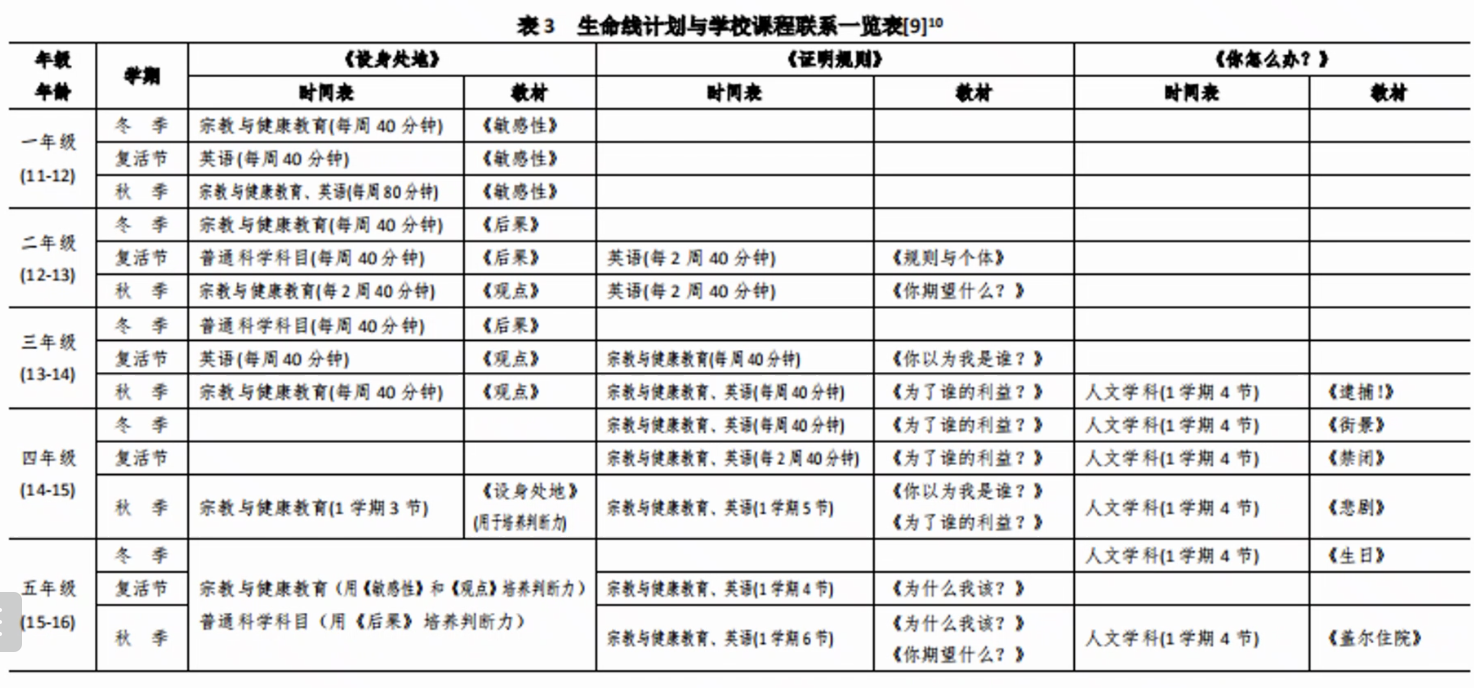 表 3 生命线计划与学校课程联系一览表[9]10
年级 年龄 学期 《设身处地》 《证明规则》 《你怎么办？》
时间表 教材 时间表 教材 时间表 教材
一年级 (11-12)
冬 季 宗教与健康教育(每周 40 分钟) 《敏感性》
复活节 英语(每周 40 分钟) 《敏感性》
秋 季 宗教与健康教育、英语(每周 80 分钟) 《敏感性》
二年级 (12-13)
冬 季 宗教与健康教育(每周 40 分钟) 《后果》
复活节 普通科学科目(每周 40 分钟) 《后果》 英语(每 2 周 40 分钟) 《规则与个体》
秋 季 宗教与健康教育(每 2 周 40 分钟) 《观点》 英语(每 2 周 40 分钟) 《你期望什么？》
三年级 (13-14)
冬 季 普通科学科目(每周 40 分钟) 《后果》
复活节 英语(每周 40 分钟) 《观点》 宗教与健康教育(每周 40 分钟) 《你以为我是谁？》
秋 季 宗教与健康教育(每周 40 分钟) 《观点》 宗教与健康教育、英语(每周 40 分钟) 《为了谁的利益？》 人文学科(1 学期 4 节) 《逮捕！》
四年级 (14-15)
冬 季 宗教与健康教育、英语(每周 40 分钟) 《为了谁的利益？》 人文学科(1 学期 4 节) 《街景》
复活节 宗教与健康教育、英语(每 2 周 40 分钟) 《为了谁的利益？》 人文学科(1 学期 4 节) 《禁闭》
秋 季 宗教与健康教育(1 学期 3 节) 《设身处地》 (用于培养判断力) 宗教与健康教育、英语(1 学期 5 节) 《你以为我是谁？》 《为了谁的利益？》 人文学科(1 学期 4 节) 《悲剧》
五年级 (15-16)
冬 季 人文学科(1 学期 4 节) 《生日》
复活节 宗教与健康教育（用《敏感性》和《观点》培养判断力） 宗教与健康教育、英语(1 学期 4 节) 《为什么我该？》
普通科学科目（用《后果》培养判断力）
秋 季 宗教与健康教育、英语(1 学期 6 节) 《为什么我该？》 《你期望什么？》 人文学科(1 学期 4 节) 《盖尔住院》